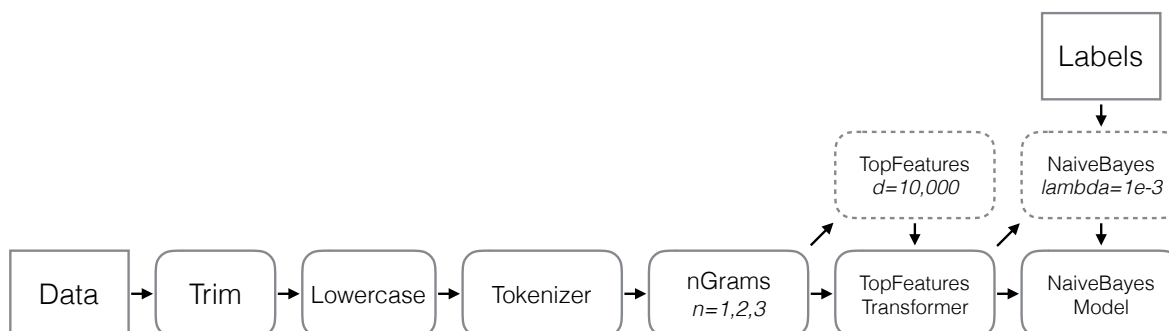 Labels
TopFeatures
d=10,000
NaiveBayes
lambda=1e-3
Data
Trim
Lowercase
Tokenizer
nGrams
n=1,2,3
TopFeatures
Transformer
NaiveBayes
Model